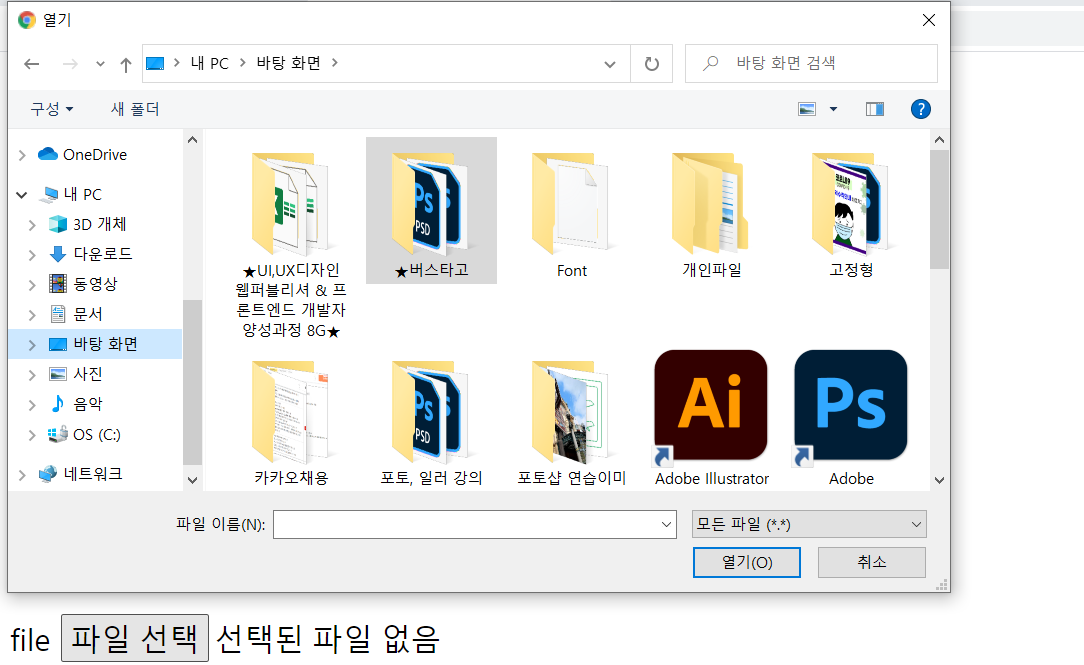 열기
내 PC
바탕 화면
바탕 화면 검색
구성
새 폴더
OneDrive
내 PC
3D 개체
다운로드
동영상
문서
바탕 화면
사진
음악
OS (C:)
네트워크
★UI,UX디자인
웹퍼블리셔 & 프
론트엔드 개발자
양성과정 8G★
★버스타고
Font
개인파일
고정형
카카오채용
포토, 일러 강의
포토샵 연습이미
Adobe Illustrator
Adobe
Ps
PSD
Ps
PSD
Ai
Ps
파일 이름(N):
모든 파일 (*.*)
열기(O)
취소
file 파일 선택 선택된 파일 없음